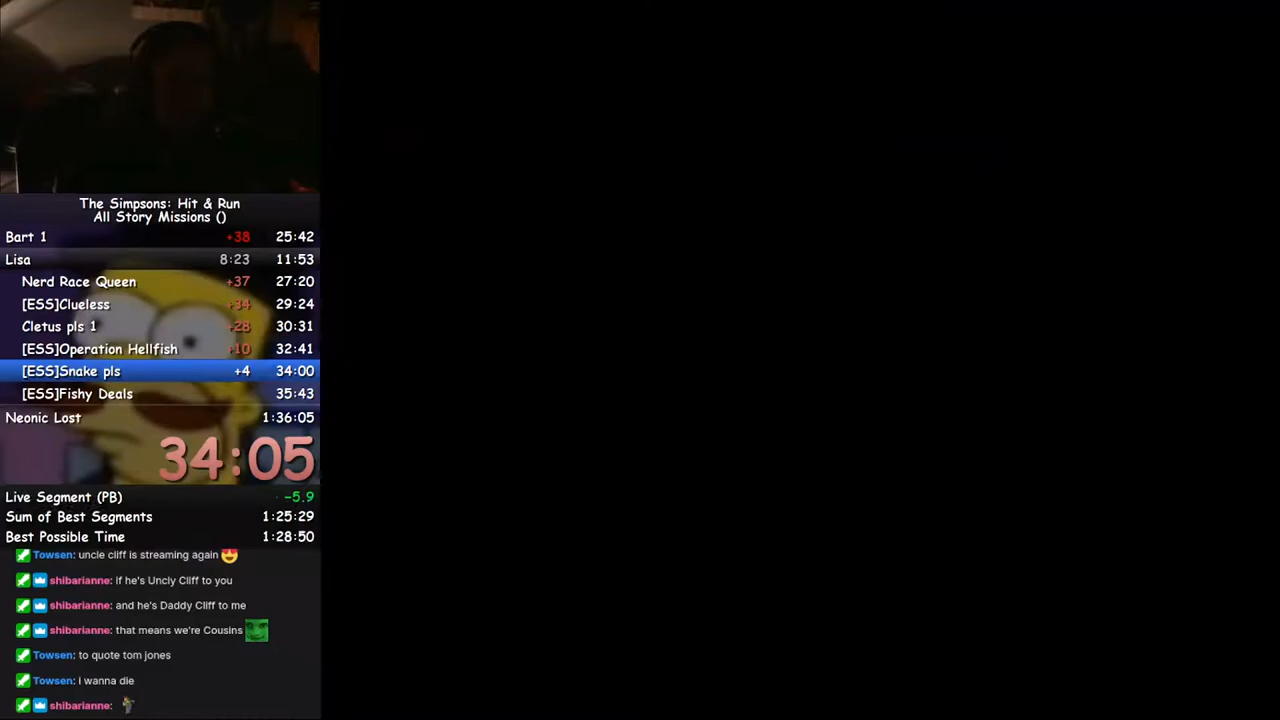 The Simpsons: Hit & Run
All Story Missions ()
Bart 1 +38 25:42
Lisa 8:23 11:53
Nerd Race Queen +37 27:20
[ESS]Clueless +34 29:24
Cletus pls 1 +28 30:31
[ESS]Operation Hellfish +10 32:41
[ESS]Snake pls +4 34:00
[ESS]Fishy Deals 35:43
Neonic Lost 1:36:05
34:05
Live Segment (PB) -5.9
Sum of Best Segments 1:25:29
Best Possible Time 1:28:50
Towsen: uncle cliff is streaming again
shibarianne: if he's Uncly Cliff to you
shibarianne: and he's Daddy Cliff to me
shibarianne: that means we're Cousins
Towsen: to quote tom jones
Towsen: i wanna die
shibarianne: